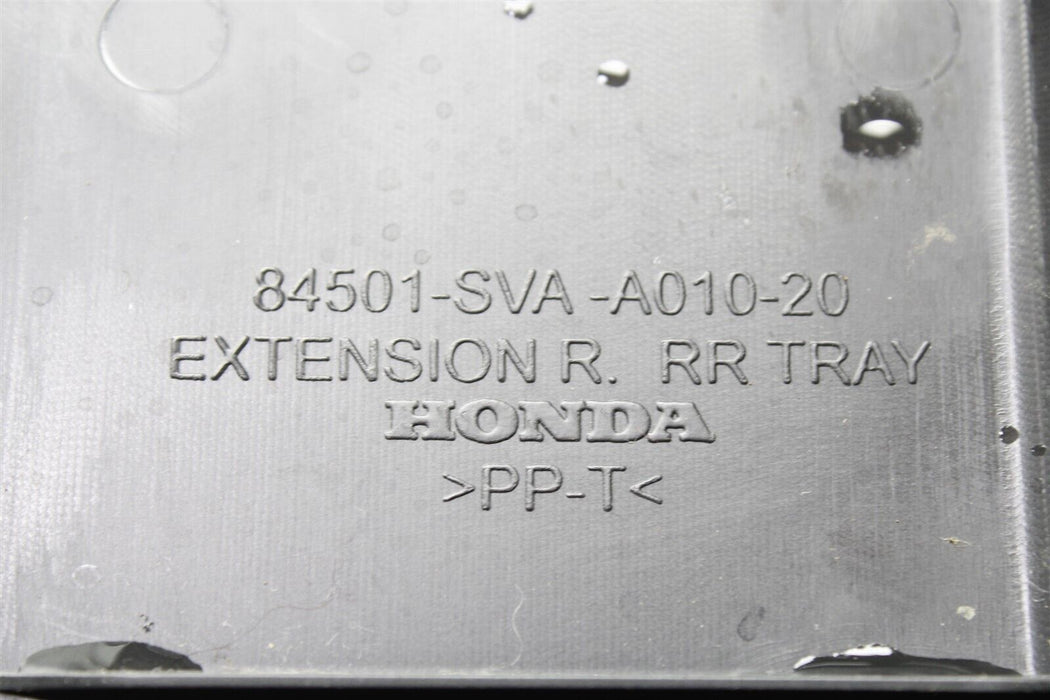 84501-SVA -A010-20
EXTENSION R. RR TRAY
HONDA
>PP-T<